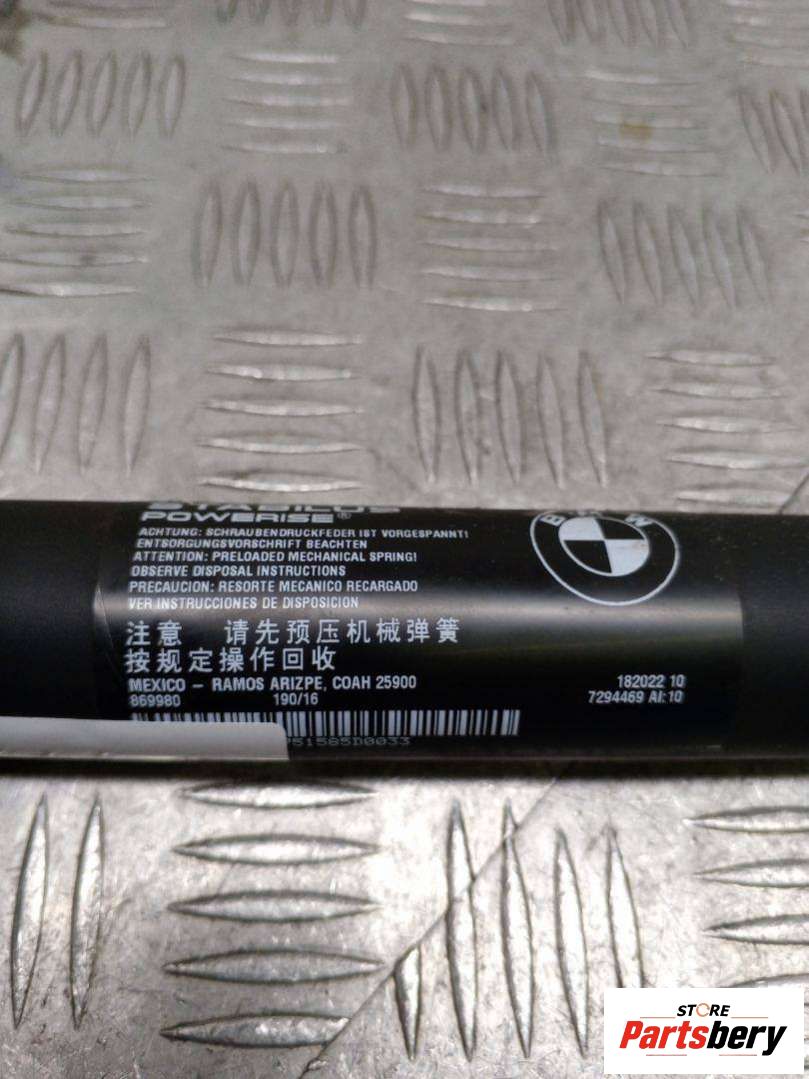 STABILUS
POWERISE®
ACHTUNG: SCHRAUBENDRUCKFEDER IST VORGESPANNT!
ENTSORGUNGSVORSCHRIFT BEACHTEN
ATTENTION: PRELOADED MECHANICAL SPRING!
OBSERVE DISPOSAL INSTRUCTIONS
PRECAUCION: RESORTE MECANICO RECARGADO
VER INSTRUCCIONES DE DISPOSICION
注意 请先预压机械弹簧
按规定操作回收
MEXICO – RAMOS ARIZPE, COAH 25900
869980 190/16
BMW
182022 10
7294469 AI:10
STORE
Partsbery